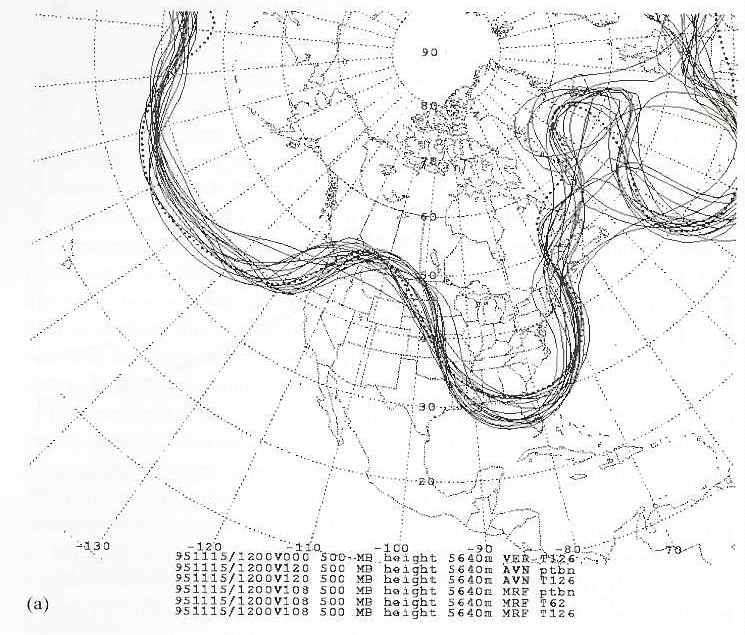 90
80
70
60
50
40
30
20
-130 -120 -110 -100 -90 -80 -70
951115/1200V000 500 MB height 5640m VER T126
951115/1200V120 500 MB height 5640m AVN ptbn
951115/1200V120 500 MB height 5640m AVN T126
951115/1200V108 500 MB height 5640m MRF ptbn
951115/1200V108 500 MB height 5640m MRF T62
951115/1200V108 500 MB height 5640m MRF T126
(a)